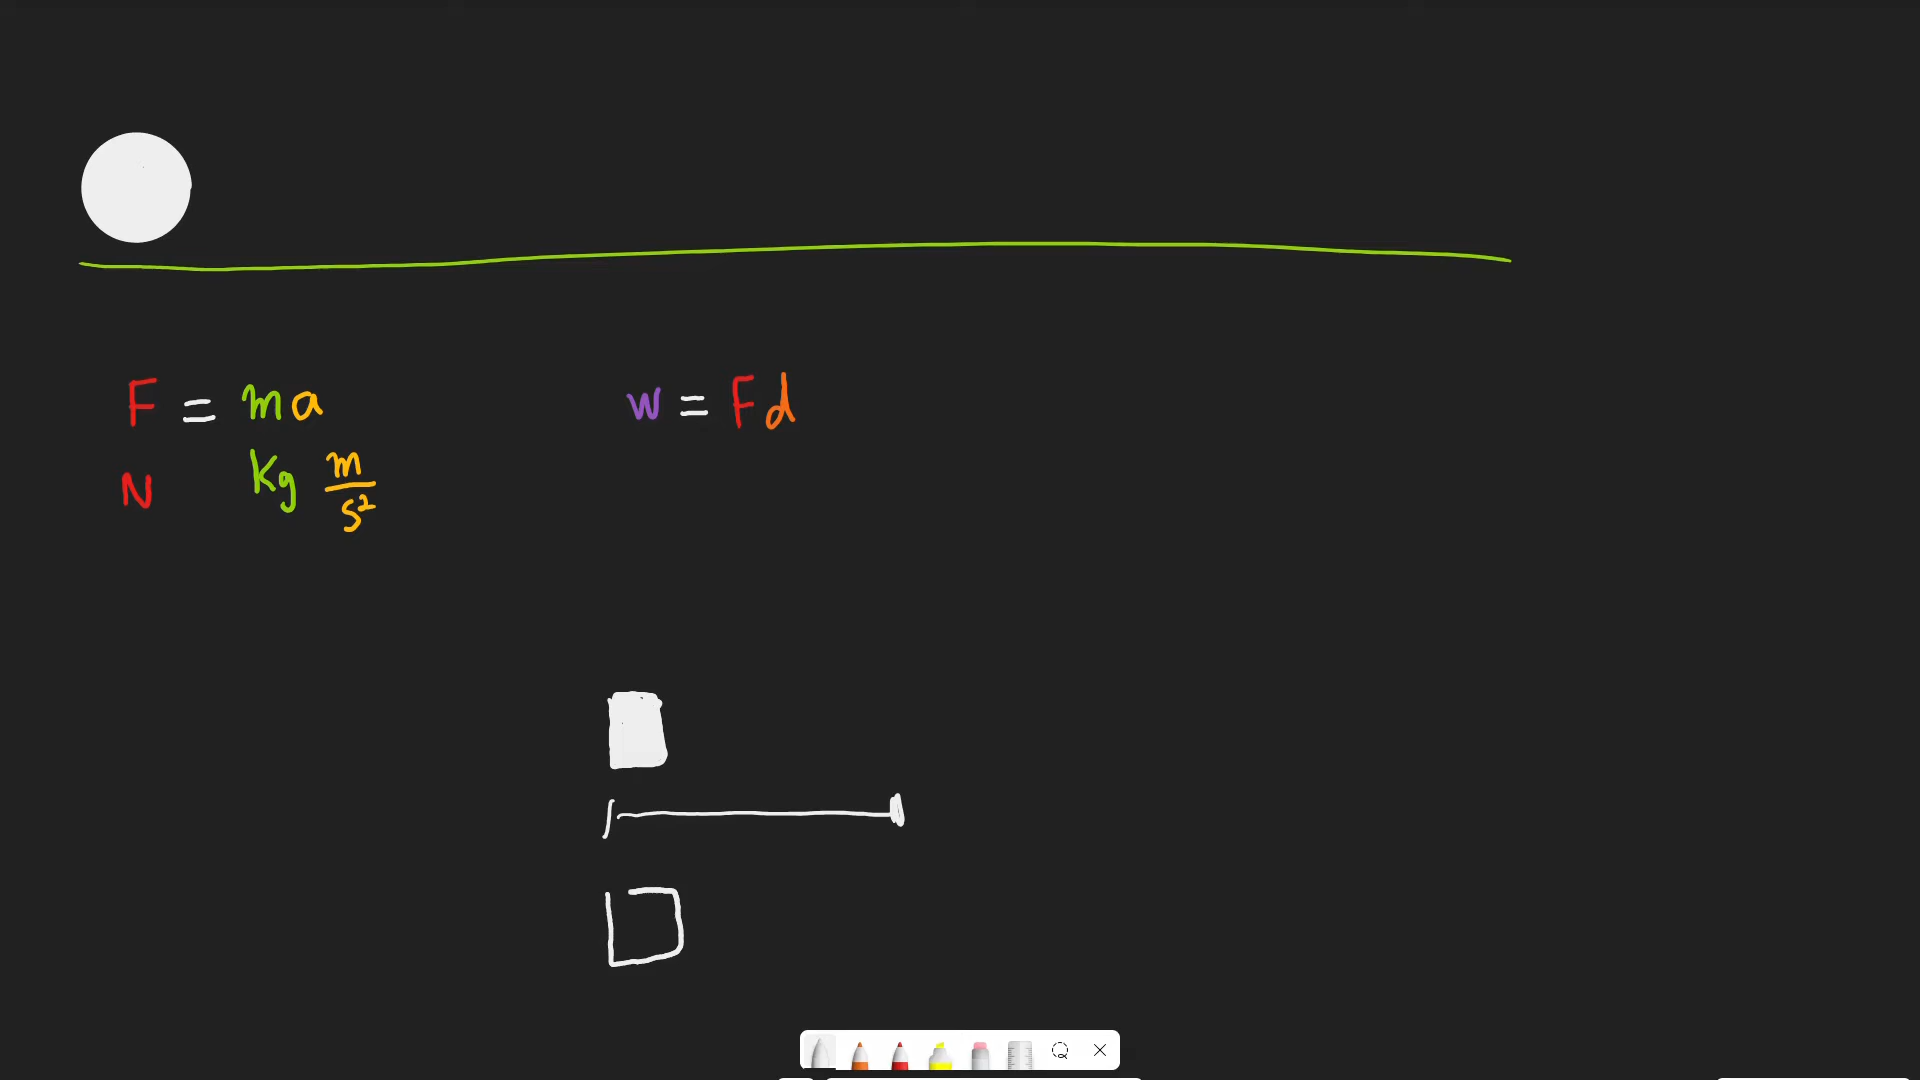 F = ma
N kg m/s²
w = Fd